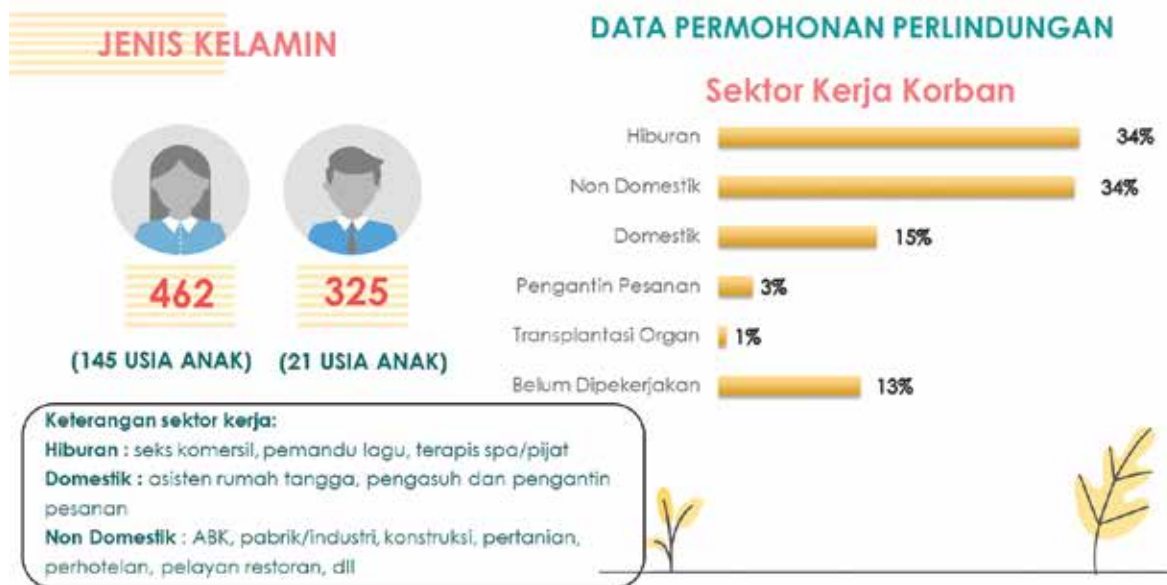 JENIS KELAMIN
462
325
(145 USIA ANAK)
(21 USIA ANAK)
DATA PERMOHONAN PERLINDUNGAN
Sektor Kerja Korban
Hiburan 34%
Non Domestik 34%
Domestik 15%
Pengantin Pesanan 3%
Transplantasi Organ 1%
Belum Dipekerjakan 13%
Keterangan sektor kerja:
Hiburan : seks komersil, pemandu lagu, terapis spa/pijat
Domestik : asisten rumah tangga, pengasuh dan pengantin
pesanan
Non Domestik : ABK, pabrik/industri, konstruksi, pertanian,
perhotelan, pelayan restoran, dll